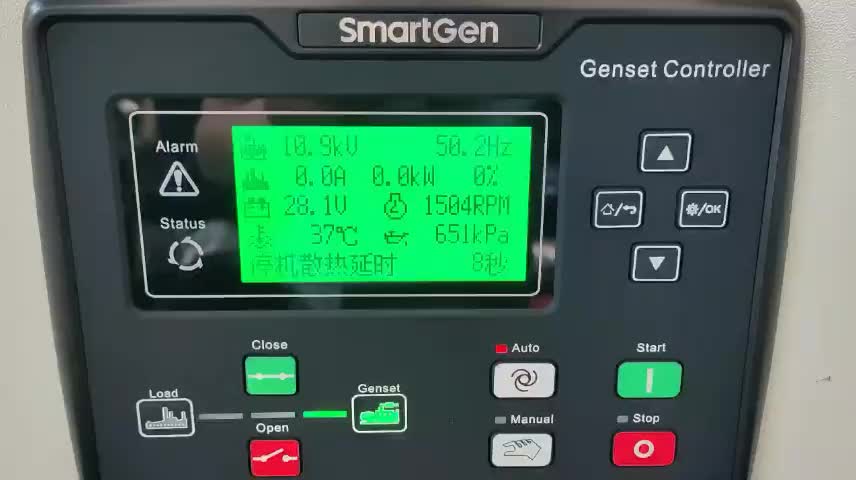 SmartGen
Genset Controller
Alarm
Status
10.9kV 50.2Hz
0.0A 0.0kW 0%
28.1V 1504RPM
37℃ 651kPa
停机散热延时 8秒
⌂/↩
⚙/OK
Close
Auto
Start
Load
Genset
Open
Manual
Stop